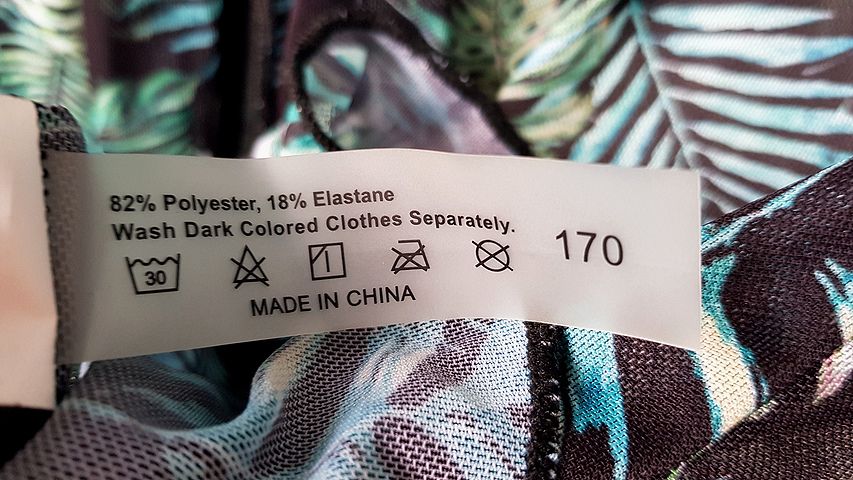 82% Polyester, 18% Elastane
Wash Dark Colored Clothes Separately.
30
170
MADE IN CHINA